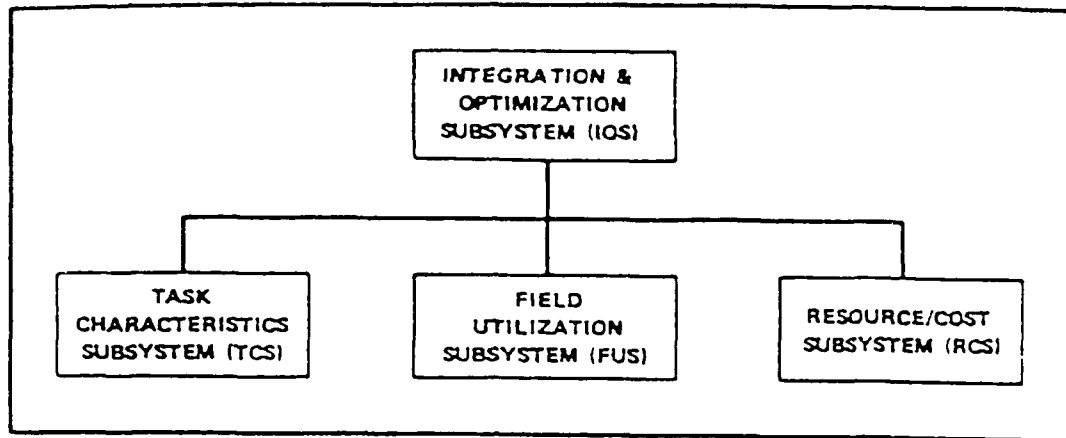 INTEGRATION &
OPTIMIZATION
SUBSYSTEM (IOS)
TASK
CHARACTERISTICS
SUBSYSTEM (TCS)
FIELD
UTILIZATION
SUBSYSTEM (FUS)
RESOURCE/COST
SUBSYSTEM (RCS)